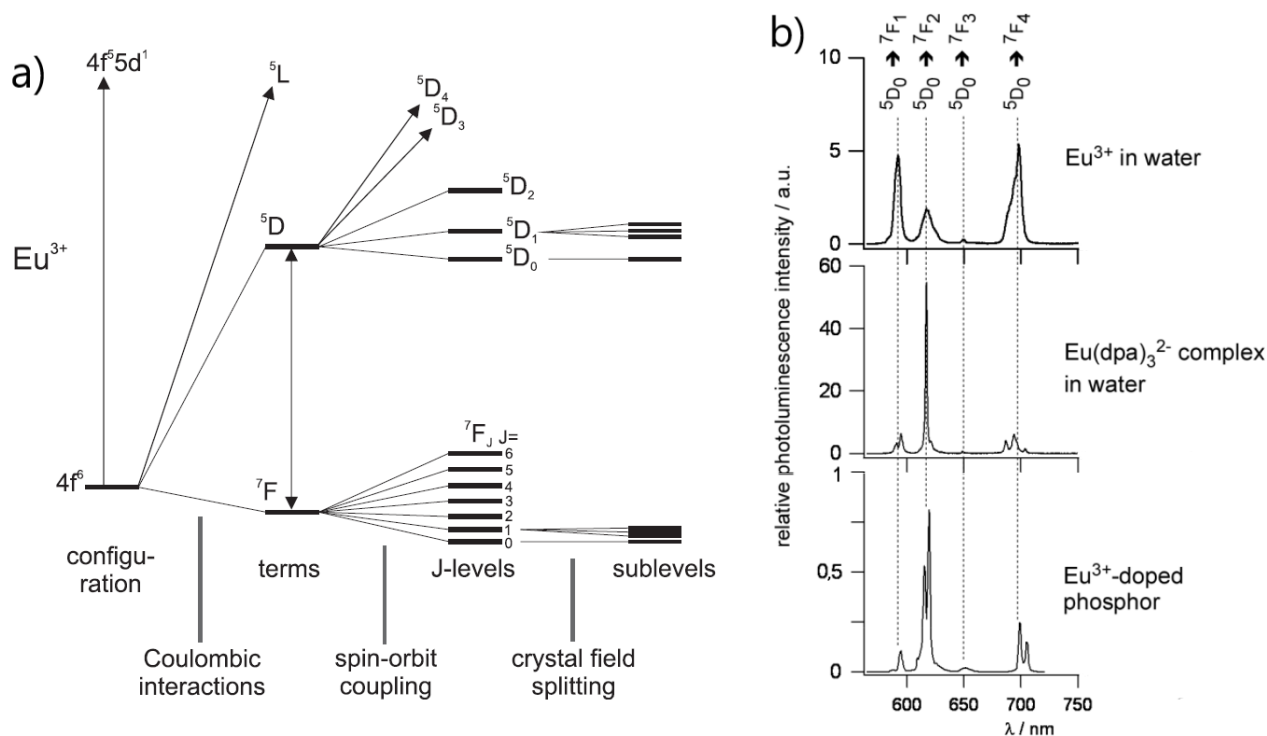 a)
4f⁵5d¹
⁵L
⁵D₄
⁵D₃
⁵D₂
⁵D
⁵D₁
⁵D₀
Eu³⁺
⁷F_J J=
6
5
4
3
2
1
0
4f⁶
⁷F
configu-
ration
terms
J-levels
sublevels
Coulombic
interactions
spin-orbit
coupling
crystal field
splitting
b)
⁵D₀ ➔ ⁷F₁
⁵D₀ ➔ ⁷F₂
⁵D₀ ➔ ⁷F₃
⁵D₀ ➔ ⁷F₄
relative photoluminescence intensity / a.u.
10
5
0
Eu³⁺ in water
60
40
20
0
Eu(dpa)₃²⁻ complex
in water
1
0,5
0
Eu³⁺-doped
phosphor
600 650 700 750
λ / nm